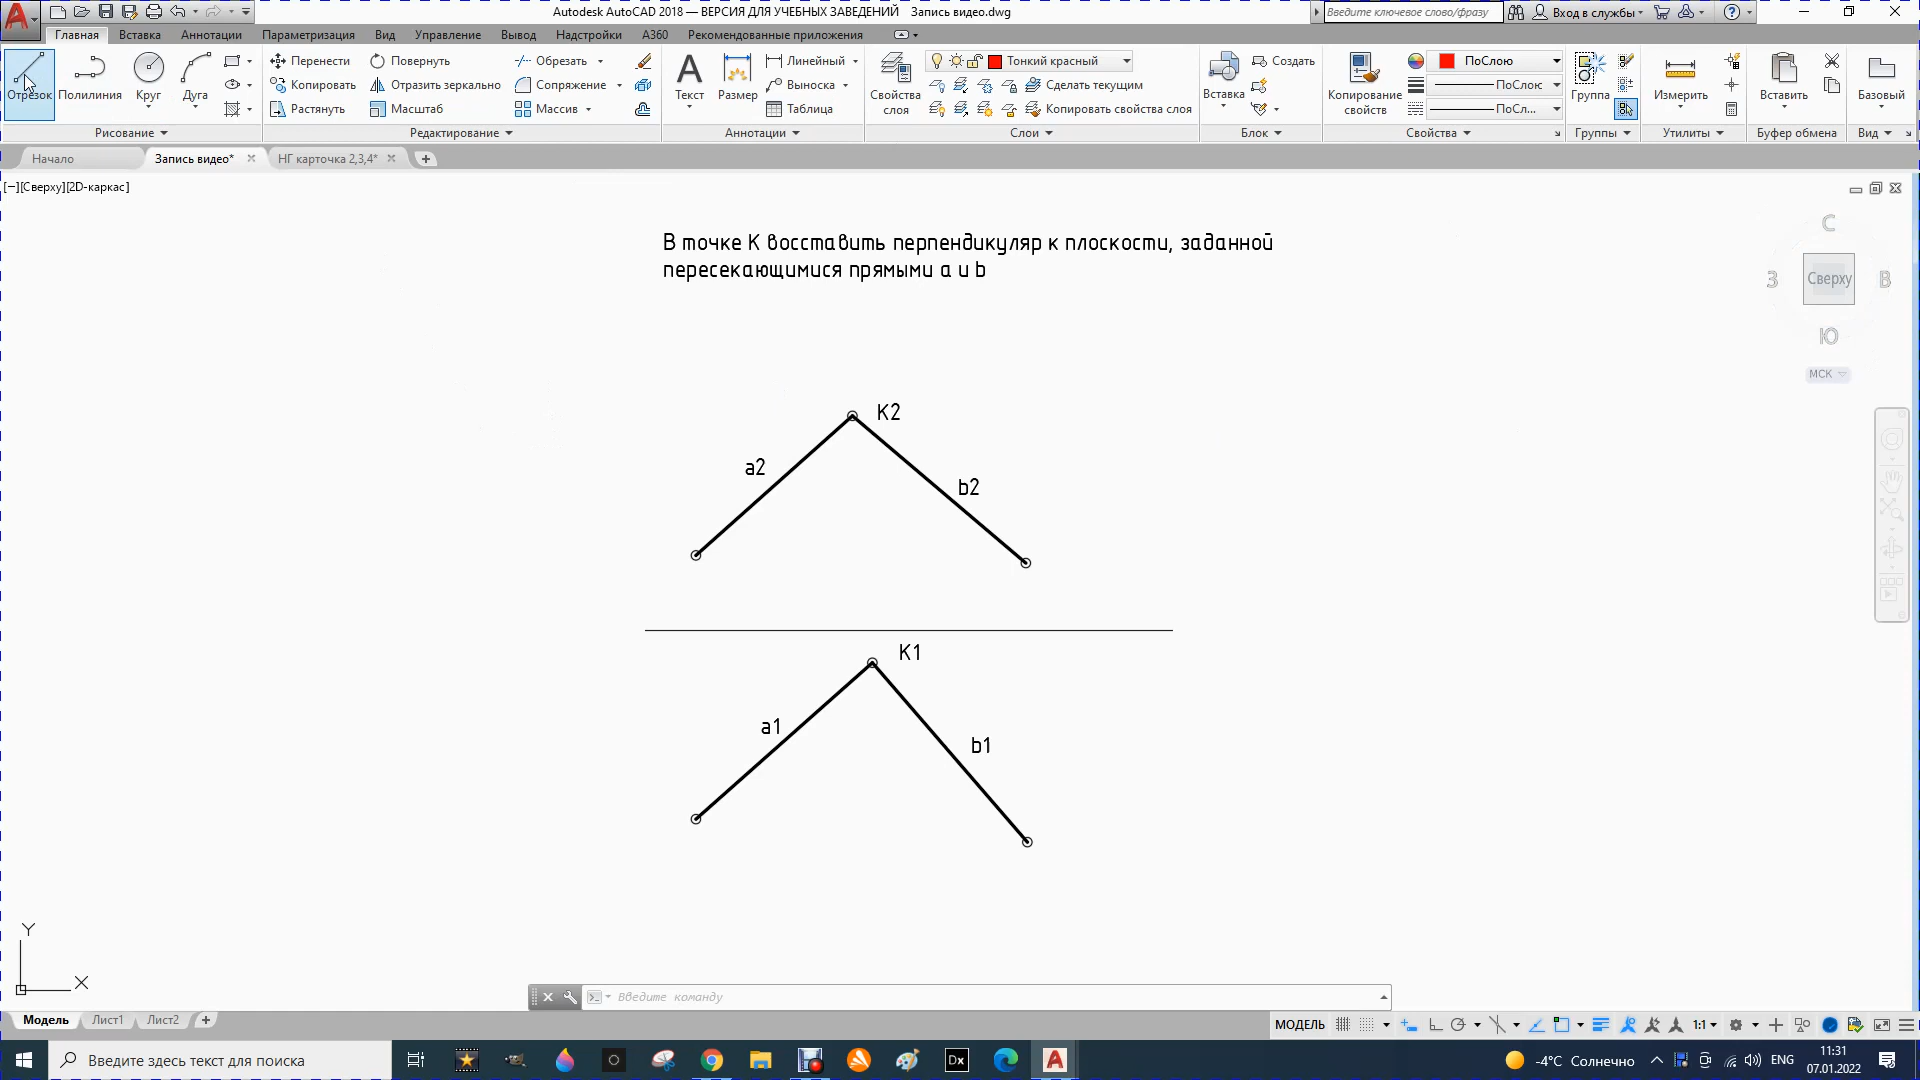 Autodesk AutoCAD 2018 — ВЕРСИЯ ДЛЯ УЧЕБНЫХ ЗАВЕДЕНИЙ Запись видео.dwg
Введите ключевое слово/фразу
Вход в службы
Главная Вставка Аннотации Параметризация Вид Управление Вывод Надстройки A360 Рекомендованные приложения
Отрезок Полилиния Круг Дуга
Перенести Повернуть Обрезать
Копировать Отразить зеркально Сопряжение
Растянуть Масштаб Массив
Текст Размер
Линейный
Выноска
Таблица
Свойства слоя
Тонкий красный
Сделать текущим
Копировать свойства слоя
Вставка
Создать
Копирование свойств
ПоСлою
ПоСлою
ПоСл...
Группа
Измерить
Вставить
Базовый
Рисование Редактирование Аннотации Слои Блок Свойства Группы Утилиты Буфер обмена Вид
Начало Запись видео* НГ карточка 2,3,4*
[−][Сверху][2D-каркас]
В точке К восставить перпендикуляр к плоскости, заданной
пересекающимися прямыми a и b
С
З Сверху В
Ю
МСК
K2
a2
b2
K1
a1
b1
Y
X
Введите команду
Модель Лист1 Лист2
МОДЕЛЬ 1:1
Введите здесь текст для поиска
Dx
-4°C Солнечно
ENG
11:31
07.01.2022